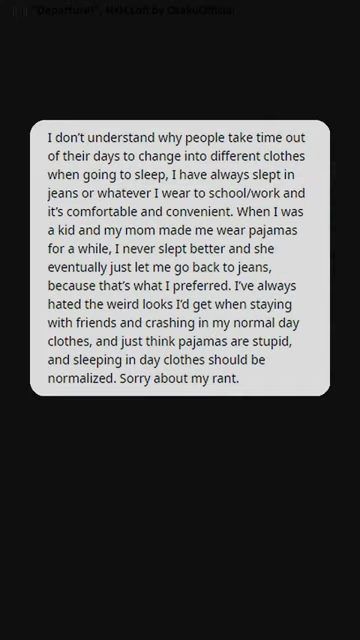 "Departure!", HxH Lofi by OtakuOfficial
I don't understand why people take time out
of their days to change into different clothes
when going to sleep, I have always slept in
jeans or whatever I wear to school/work and
it's comfortable and convenient. When I was
a kid and my mom made me wear pajamas
for a while, I never slept better and she
eventually just let me go back to jeans,
because that's what I preferred. I've always
hated the weird looks I'd get when staying
with friends and crashing in my normal day
clothes, and just think pajamas are stupid,
and sleeping in day clothes should be
normalized. Sorry about my rant.